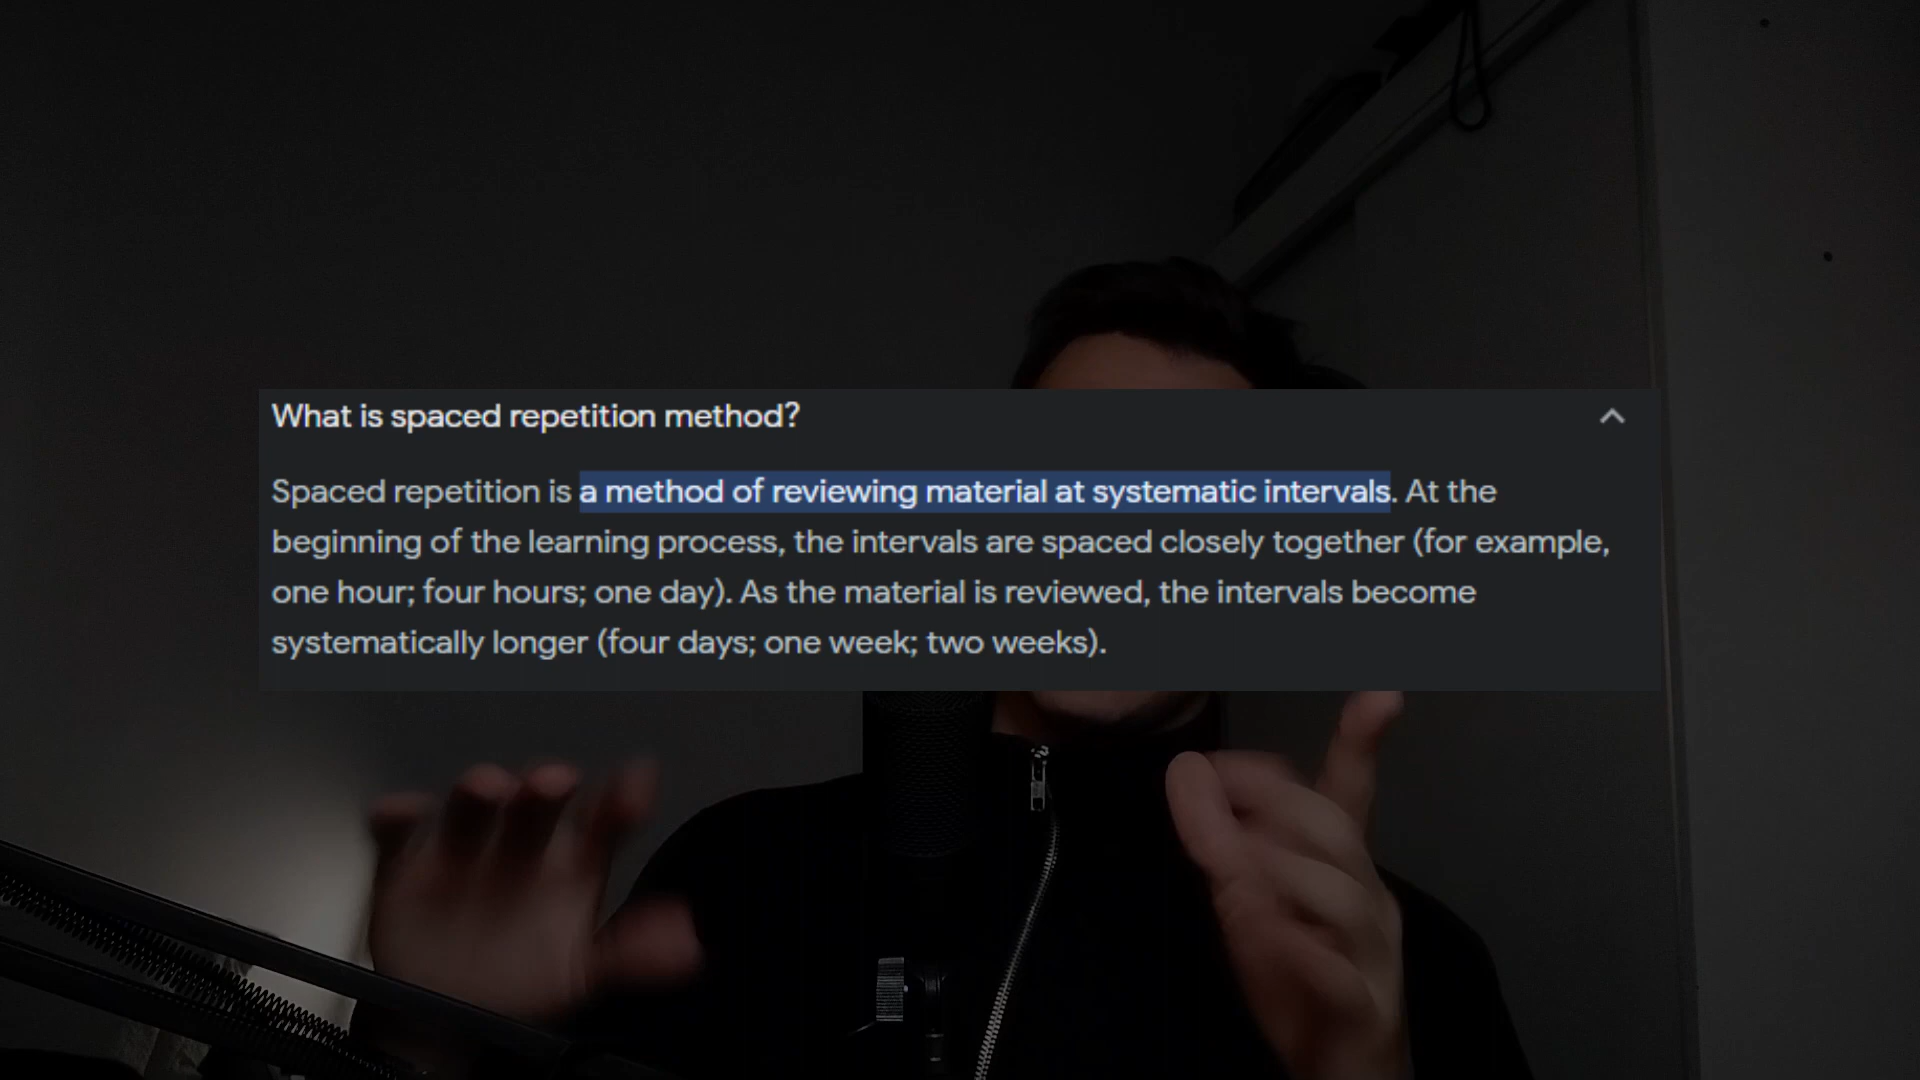 What is spaced repetition method?
Spaced repetition is a method of reviewing material at systematic intervals. At the
beginning of the learning process, the intervals are spaced closely together (for example,
one hour; four hours; one day). As the material is reviewed, the intervals become
systematically longer (four days; one week; two weeks).